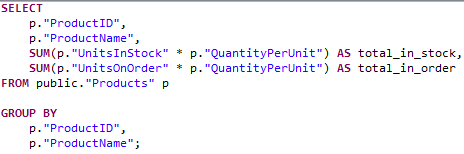 SELECT
p."ProductID",
p."ProductName",
SUM(p."UnitsInStock" * p."QuantityPerUnit") AS total_in_stock,
SUM(p."UnitsOnOrder" * p."QuantityPerUnit") AS total_in_order
FROM public."Products" p
GROUP BY
p."ProductID",
p."ProductName";